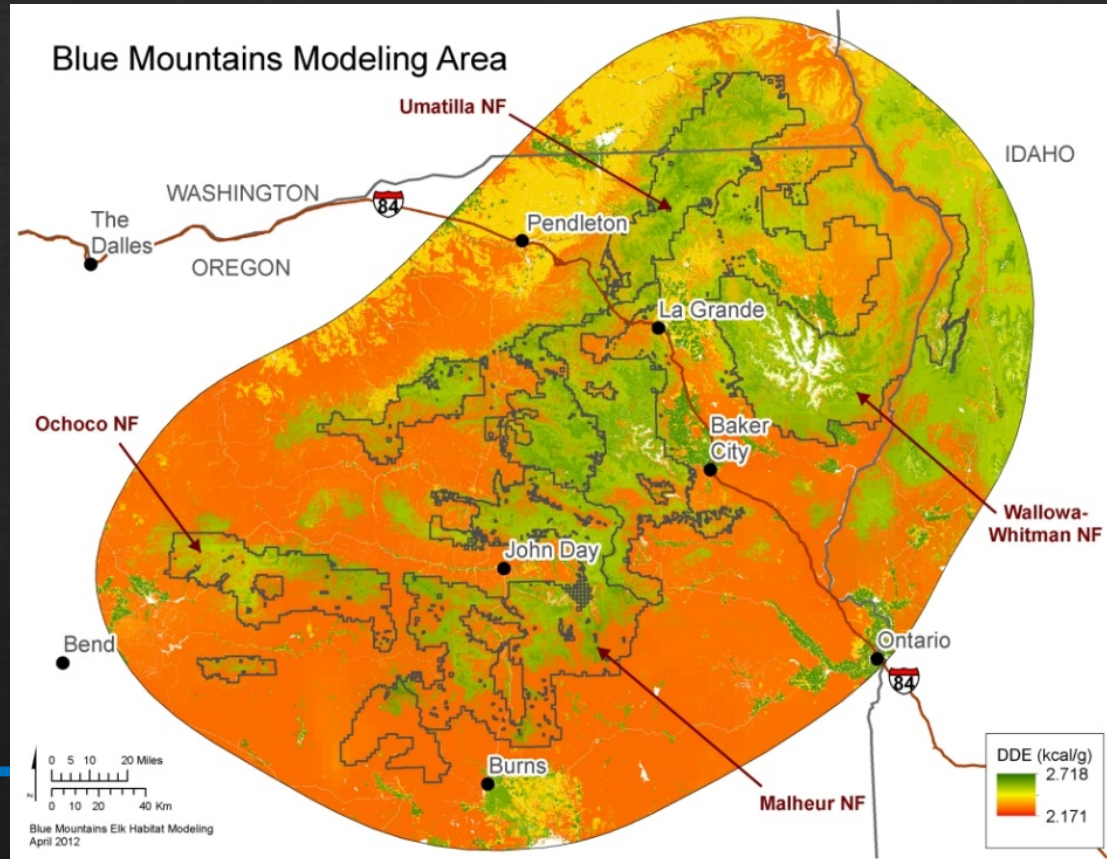 Blue Mountains Modeling Area
Umatilla NF
IDAHO
WASHINGTON
84
The
Dalles
OREGON
Pendleton
La Grande
Ochoco NF
Baker
City
Wallowa-
Whitman NF
John Day
Bend
Ontario
84
Burns
Malheur NF
DDE (kcal/g)
2.718
2.171
0 5 10 20 Miles
0 10 20 40 Km
N
Blue Mountains Elk Habitat Modeling
April 2012